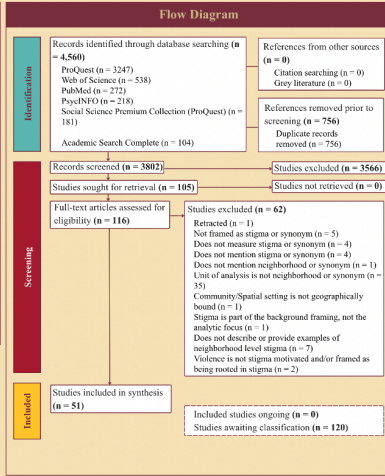 Flow Diagram
Identification
Records identified through database searching (n
= 4,560)
ProQuest (= 3247)
Web of Science (= 538)
PubMed (= 272)
PsycINFO (= 218)
Social Science Premium Collection (ProQuest) (n =
181)
Academic Search Complete (= 104)
References from other sources
(n = 0)
Citation searching (n = 0)
Grey literature (n = 0)
References removed prior to
screening (n = 756)
Duplicate records
removed (n = 756)
Screening
Records screened (n = 3802)
Studies excluded (n = 3566)
Studies sought for retrieval (n = 105)
Studies not retrieved (n = 0)
Full-text articles assessed for
eligibility (n = 116)
Studies excluded (n = 62)
Retracted (n = 1)
Not framed as stigma or synonym (n = 5)
Does not measure stigma or synonym (n = 4)
Does not mention stigma or synonym (n = 4)
Does not mention neighborhood or synonym (n = 1)
Unit of analysis is not neighborhood or synonym (n =
35)
Community/Spatial setting is not geographically
bound (n = 1)
Stigma is part of the background framing, not the
analytic focus (n = 1)
Does not describe or provide examples of
neighborhood level stigma (n = 7)
Violence is not stigma motivated and/or framed as
being rooted in stigma (n = 2)
Included
Studies included in synthesis
(n = 51)
Included studies ongoing (n = 0)
Studies awaiting classification (n = 120)